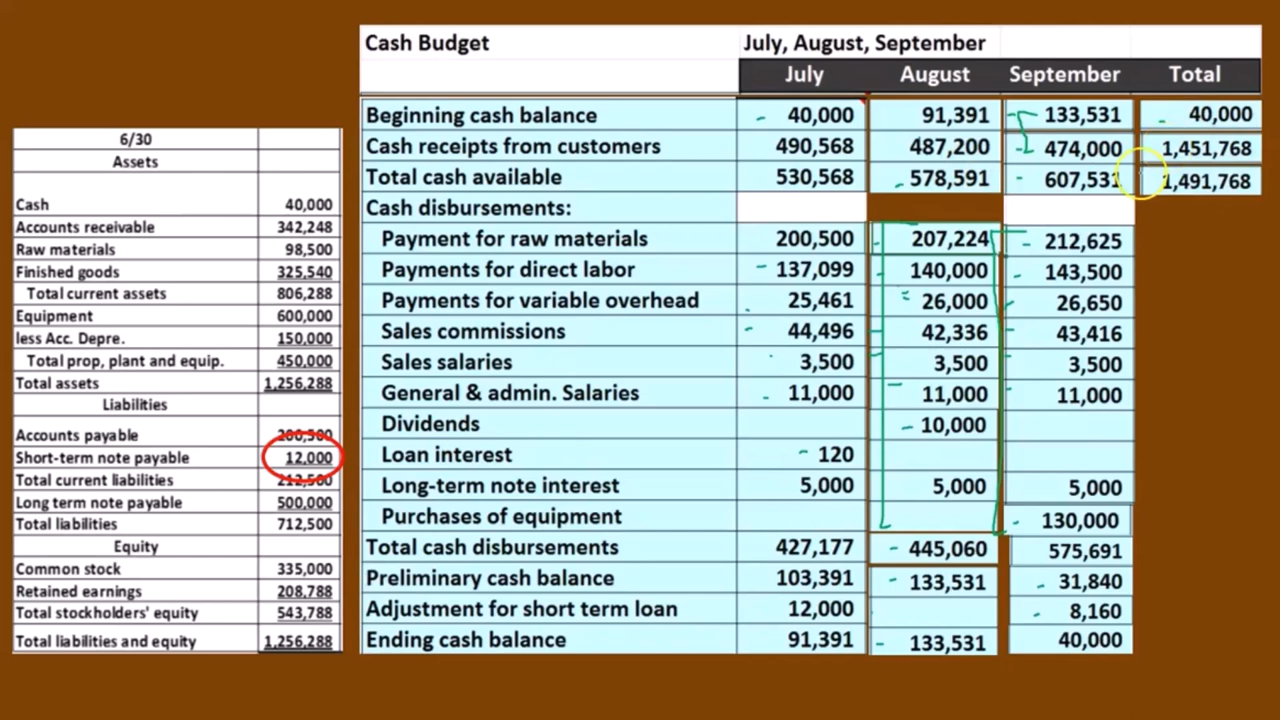 Cash Budget July, August, September
July August September Total
Beginning cash balance 40,000 91,391 133,531 40,000
Cash receipts from customers 490,568 487,200 474,000 1,451,768
Total cash available 530,568 578,591 607,531 1,491,768
Cash disbursements:
Payment for raw materials 200,500 207,224 212,625
Payments for direct labor 137,099 140,000 143,500
Payments for variable overhead 25,461 26,000 26,650
Sales commissions 44,496 42,336 43,416
Sales salaries 3,500 3,500 3,500
General & admin. Salaries 11,000 11,000 11,000
Dividends 10,000
Loan interest 120
Long-term note interest 5,000 5,000 5,000
Purchases of equipment 130,000
Total cash disbursements 427,177 445,060 575,691
Preliminary cash balance 103,391 133,531 31,840
Adjustment for short term loan 12,000 8,160
Ending cash balance 91,391 133,531 40,000
6/30
Assets
Cash 40,000
Accounts receivable 342,248
Raw materials 98,500
Finished goods 325,540
Total current assets 806,288
Equipment 600,000
less Acc. Depre. 150,000
Total prop, plant and equip. 450,000
Total assets 1,256,288
Liabilities
Accounts payable 200,500
Short-term note payable 12,000
Total current liabilities 212,500
Long term note payable 500,000
Total liabilities 712,500
Equity
Common stock 335,000
Retained earnings 208,788
Total stockholders' equity 543,788
Total liabilities and equity 1,256,288